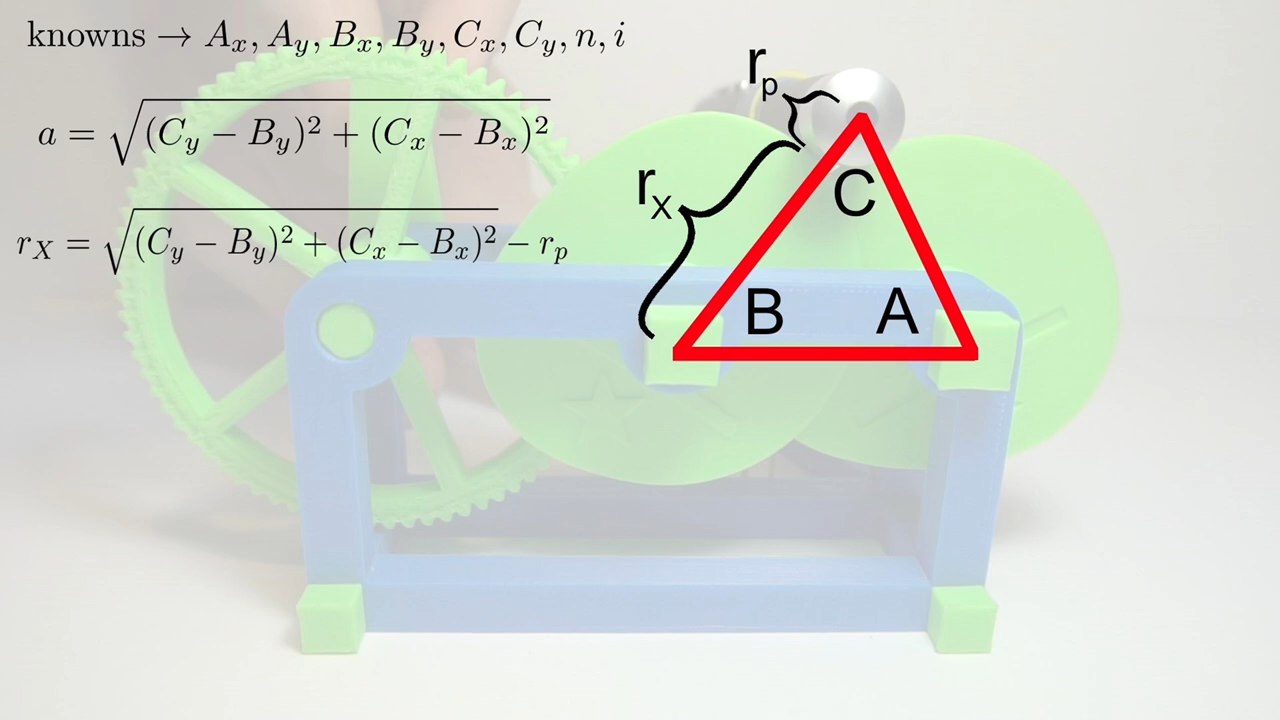 knowns → A_x, A_y, B_x, B_y, C_x, C_y, n, i
a = √((C_y − B_y)² + (C_x − B_x)²)
r_X = √((C_y − B_y)² + (C_x − B_x)²) − r_p
r_p
r_x
C
B
A